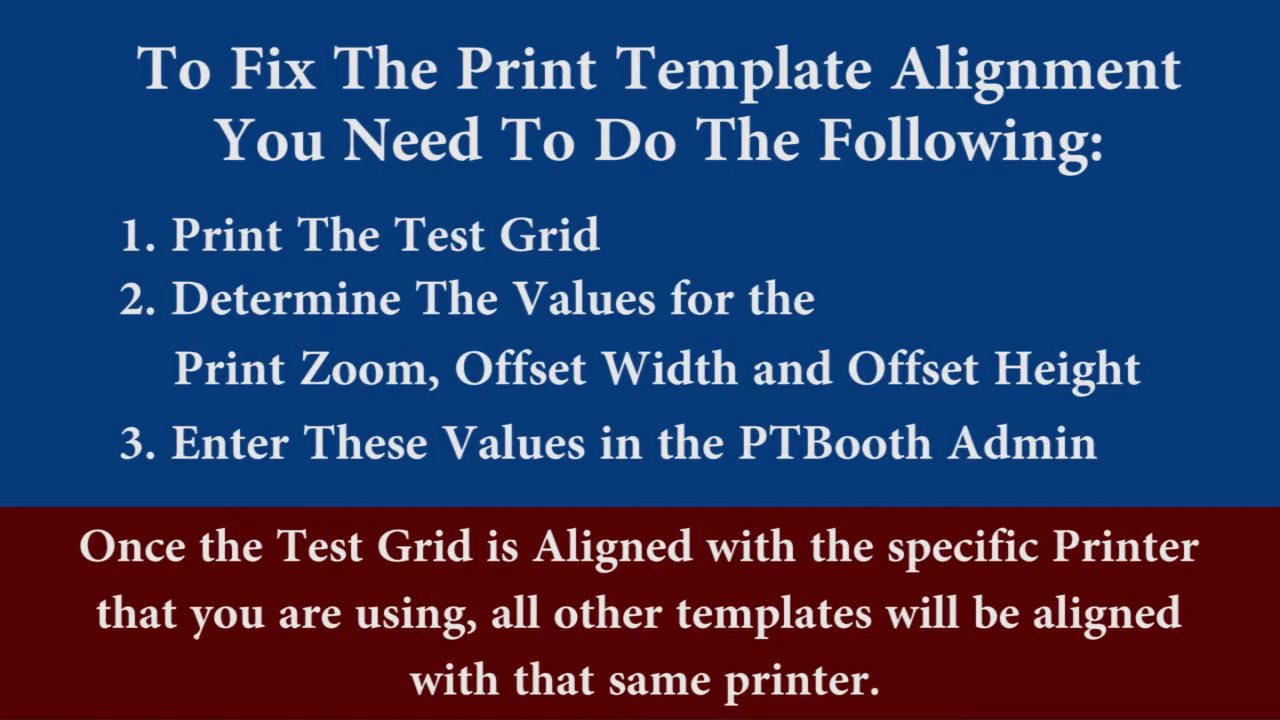 To Fix The Print Template Alignment
You Need To Do The Following:
1. Print The Test Grid
2. Determine The Values for the
Print Zoom, Offset Width and Offset Height
3. Enter These Values in the PTBooth Admin
Once the Test Grid is Aligned with the specific Printer
that you are using, all other templates will be aligned
with that same printer.